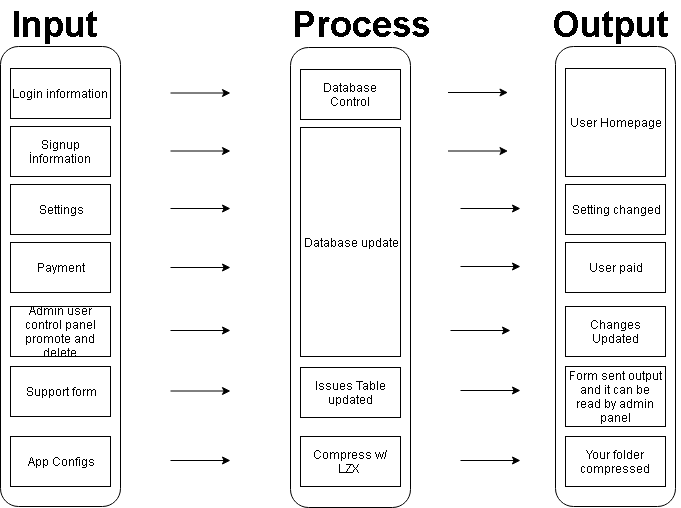 Input
Process
Output
Login information
Database
Control
User Homepage
Signup
İnformation
Database update
Settings
Setting changed
Payment
User paid
Admin user
control panel
promote and
delete
Changes
Updated
Support form
Issues Table
updated
Form sent output
and it can be
read by admin
panel
App Configs
Compress w/
LZX
Your folder
compressed